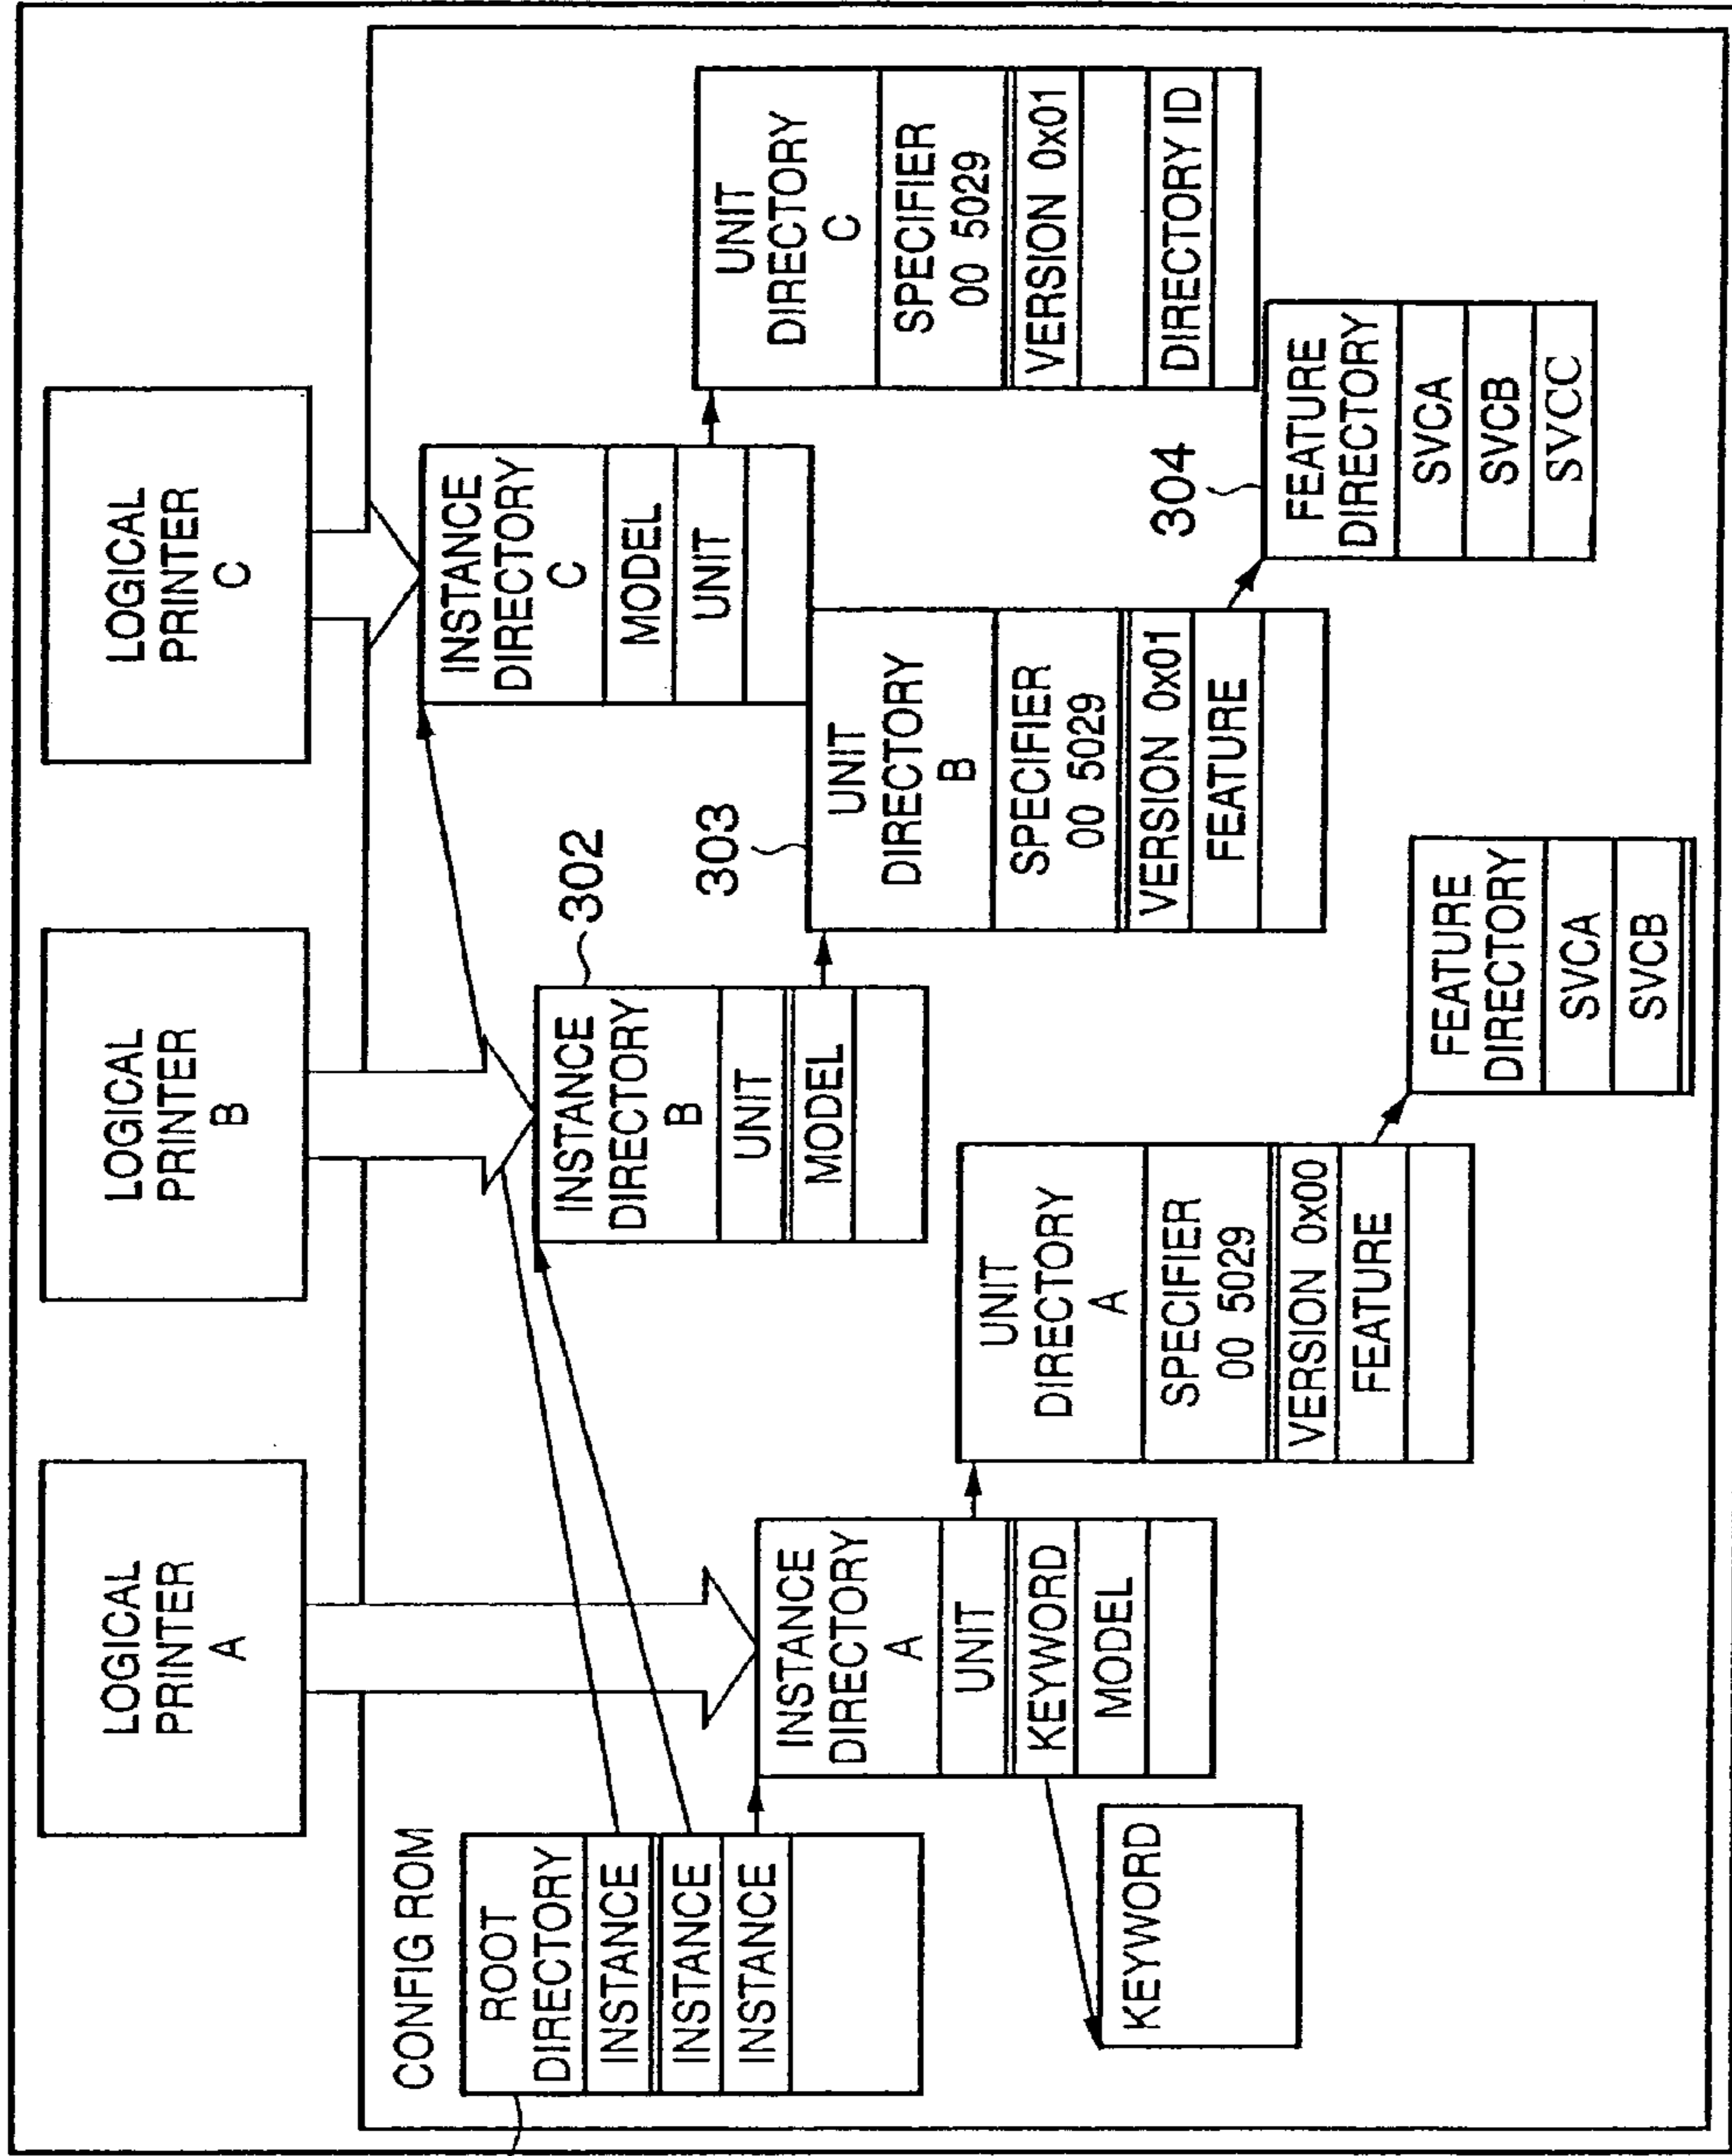 LOGICAL
PRINTER
A
LOGICAL
PRINTER
B
LOGICAL
PRINTER
C
CONFIG ROM
ROOT
DIRECTORY
INSTANCE
INSTANCE
INSTANCE
KEYWORD
INSTANCE
DIRECTORY
A
UNIT
KEYWORD
MODEL
UNIT
DIRECTORY
A
SPECIFIER
00 5029
VERSION 0x00
FEATURE
FEATURE
DIRECTORY
SVCA
SVCB
302
INSTANCE
DIRECTORY
B
UNIT
MODEL
303
UNIT
DIRECTORY
B
SPECIFIER
00 5029
VERSION 0x01
FEATURE
304
FEATURE
DIRECTORY
SVCA
SVCB
SVCC
INSTANCE
DIRECTORY
C
MODEL
UNIT
UNIT
DIRECTORY
C
SPECIFIER
00 5029
VERSION 0x01
DIRECTORY ID